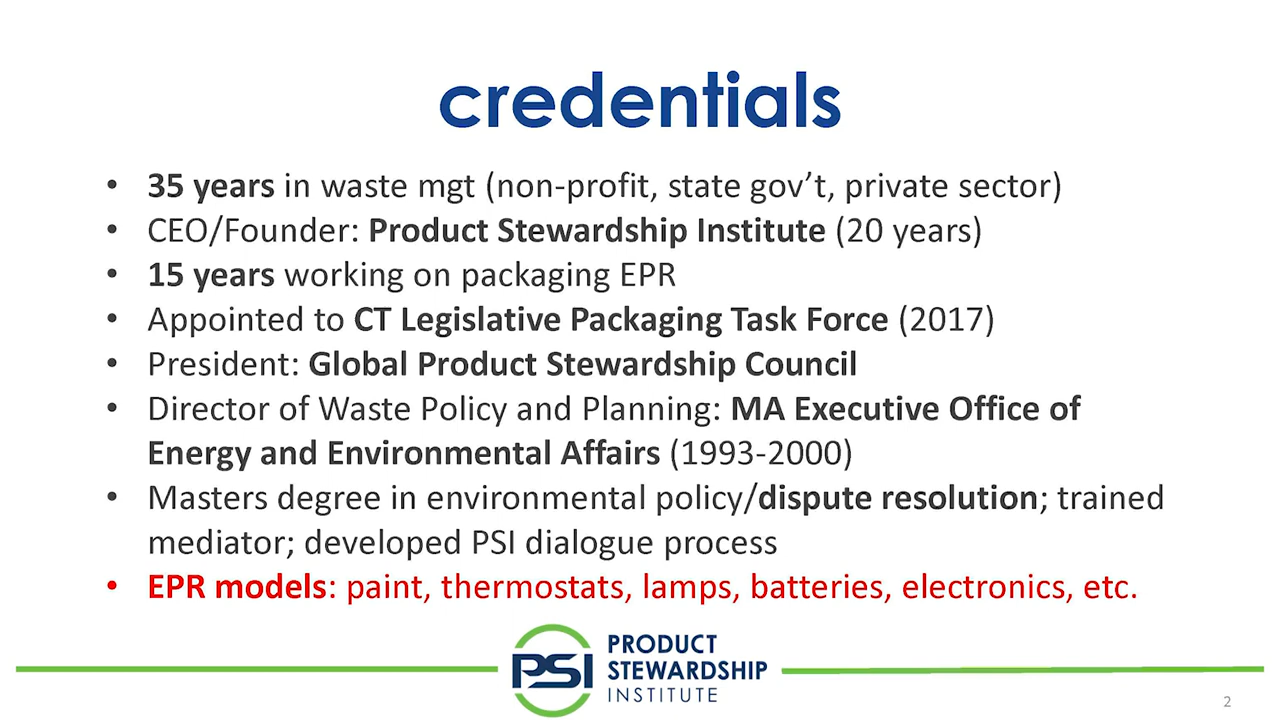 credentials
• 35 years in waste mgt (non-profit, state gov’t, private sector)
• CEO/Founder: Product Stewardship Institute (20 years)
• 15 years working on packaging EPR
• Appointed to CT Legislative Packaging Task Force (2017)
• President: Global Product Stewardship Council
• Director of Waste Policy and Planning: MA Executive Office of
Energy and Environmental Affairs (1993-2000)
• Masters degree in environmental policy/dispute resolution; trained
mediator; developed PSI dialogue process
• EPR models: paint, thermostats, lamps, batteries, electronics, etc.
PSI
PRODUCT
STEWARDSHIP
INSTITUTE
2